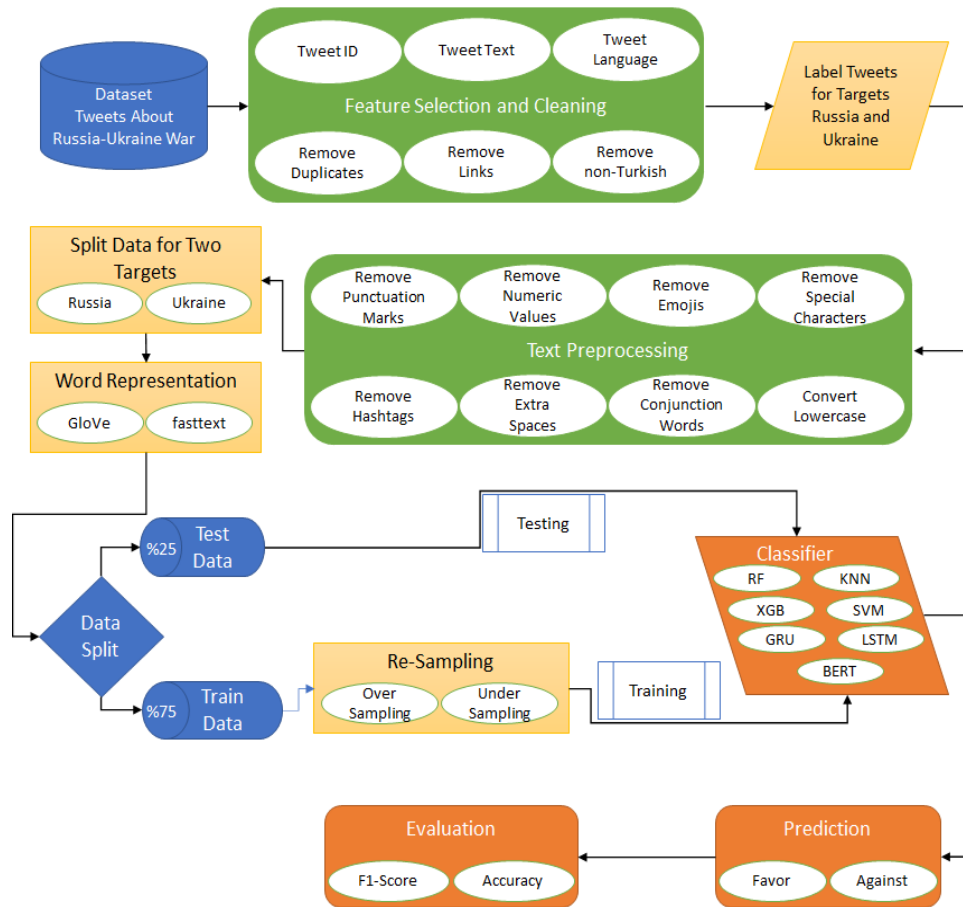 Dataset
Tweets About
Russia-Ukraine War
Tweet ID
Tweet Text
Tweet
Language
Feature Selection and Cleaning
Remove
Duplicates
Remove
Links
Remove
non-Turkish
Label Tweets
for Targets
Russia and
Ukraine
Split Data for Two
Targets
Russia
Ukraine
Remove
Punctuation
Marks
Remove
Numeric
Values
Remove
Emojis
Remove
Special
Characters
Text Preprocessing
Remove
Hashtags
Remove
Extra
Spaces
Remove
Conjunction
Words
Convert
Lowercase
Word Representation
GloVe
fasttext
Data
Split
%25
Test
Data
Testing
%75
Train
Data
Re-Sampling
Over
Sampling
Under
Sampling
Training
Classifier
RF
KNN
XGB
SVM
GRU
LSTM
BERT
Prediction
Favor
Against
Evaluation
F1-Score
Accuracy